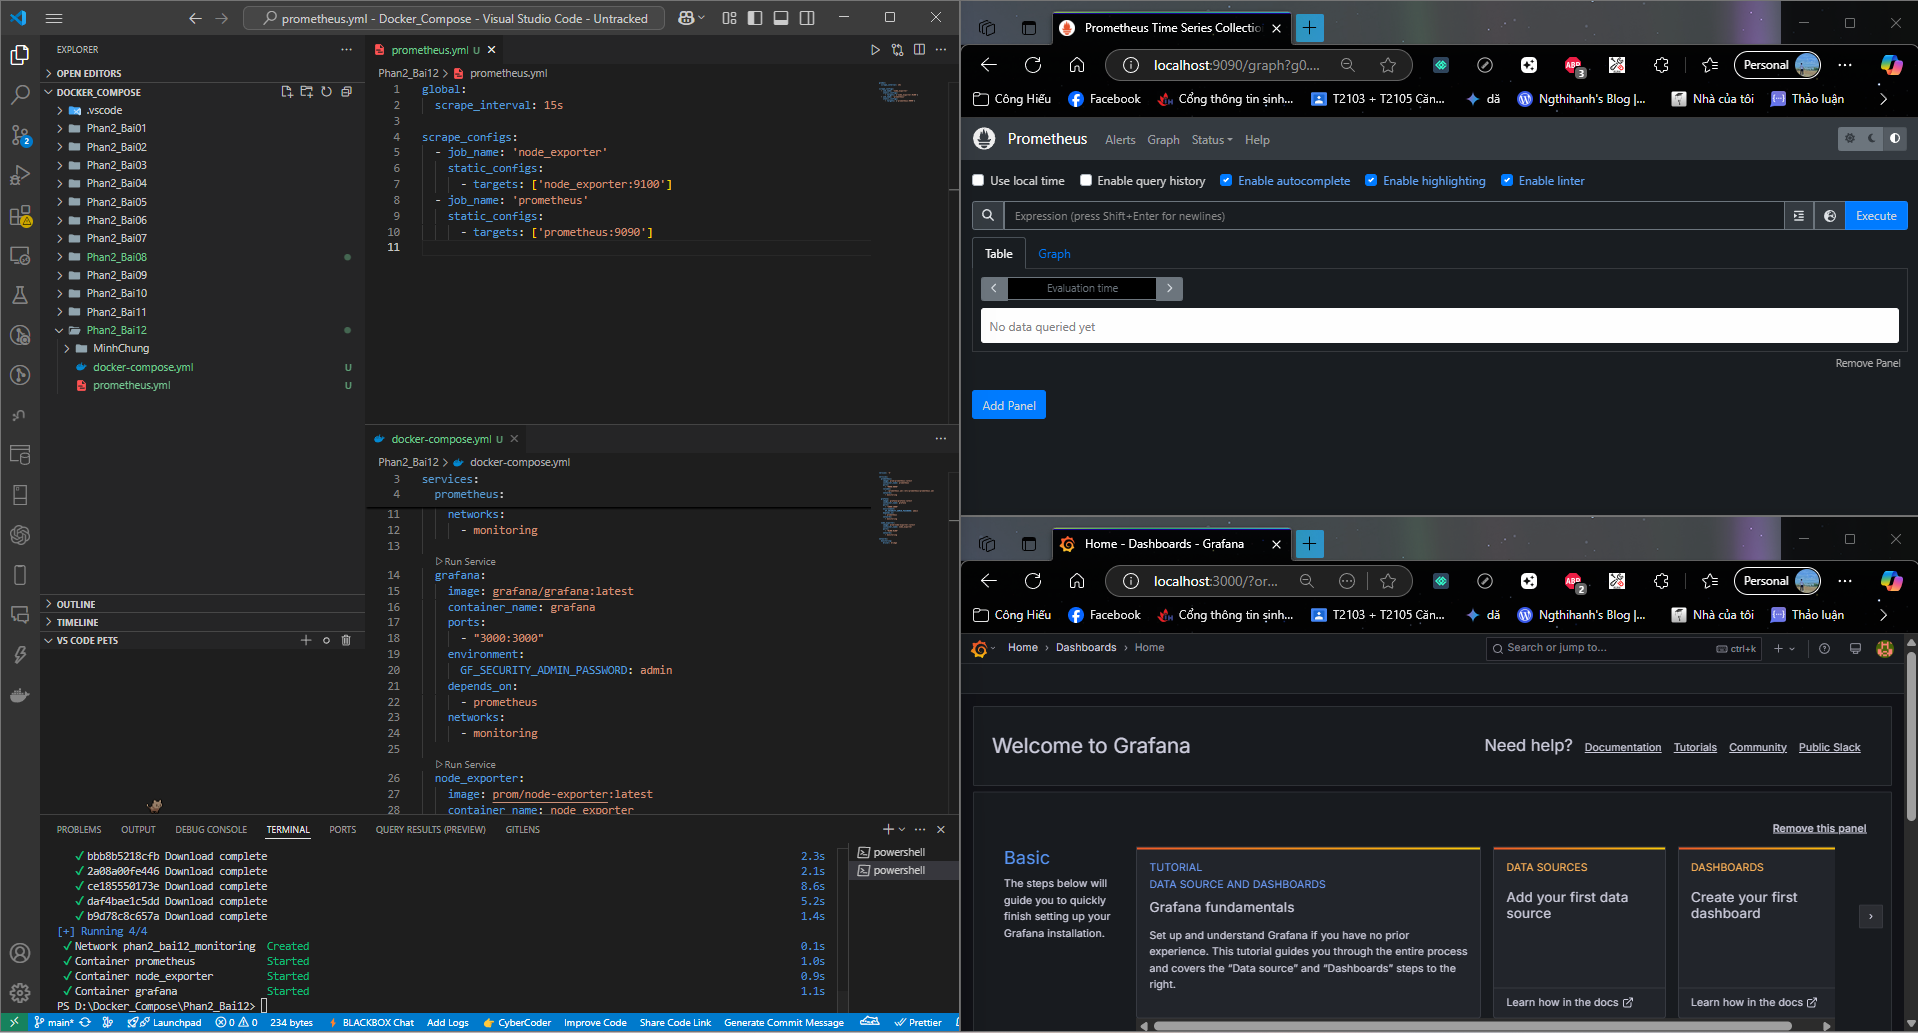 prometheus.yml - Docker_Compose - Visual Studio Code - Untracked
EXPLORER
OPEN EDITORS
DOCKER_COMPOSE
.vscode
Phan2_Bai01
Phan2_Bai02
Phan2_Bai03
Phan2_Bai04
Phan2_Bai05
Phan2_Bai06
Phan2_Bai07
Phan2_Bai08
Phan2_Bai09
Phan2_Bai10
Phan2_Bai11
Phan2_Bai12
MinhChung
docker-compose.yml U
prometheus.yml U
OUTLINE
TIMELINE
VS CODE PETS
2
prometheus.yml U
Phan2_Bai12 > prometheus.yml
1 global:
2 scrape_interval: 15s
3
4 scrape_configs:
5 - job_name: 'node_exporter'
6 static_configs:
7 - targets: ['node_exporter:9100']
8 - job_name: 'prometheus'
9 static_configs:
10 - targets: ['prometheus:9090']
11
docker-compose.yml U
Phan2_Bai12 > docker-compose.yml
3 services:
4 prometheus:
11 networks:
12 - monitoring
13
Run Service
14 grafana:
15 image: grafana/grafana:latest
16 container_name: grafana
17 ports:
18 - "3000:3000"
19 environment:
20 GF_SECURITY_ADMIN_PASSWORD: admin
21 depends_on:
22 - prometheus
23 networks:
24 - monitoring
25
Run Service
26 node_exporter:
27 image: prom/node-exporter:latest
28 container_name: node_exporter
PROBLEMS OUTPUT DEBUG CONSOLE TERMINAL PORTS QUERY RESULTS (PREVIEW) GITLENS
✓ bbb8b5218cfb Download complete 2.3s
✓ 2a08a00fe446 Download complete 2.1s
✓ ce185550173e Download complete 8.6s
✓ daf4bae1c5dd Download complete 5.2s
✓ b9d78c8c657a Download complete 1.4s
[+] Running 4/4
✓ Network phan2_bai12_monitoring Created 0.1s
✓ Container prometheus Started 1.0s
✓ Container node_exporter Started 0.9s
✓ Container grafana Started 1.1s
PS D:\Docker_Compose\Phan2_Bai12>
powershell
powershell
main* Launchpad 0 0 234 bytes BLACKBOX Chat Add Logs CyberCoder Improve Code Share Code Link Generate Commit Message Prettier
Prometheus Time Series Collectio
localhost:9090/graph?g0....
ABP 3
Personal
Công Hiếu Facebook Cổng thông tin sinh... T2103 + T2105 Căn... dã Ngthihanh's Blog |... Nhà của tôi Thảo luận
Prometheus Alerts Graph Status Help
Use local time Enable query history Enable autocomplete Enable highlighting Enable linter
Expression (press Shift+Enter for newlines) Execute
Table Graph
Evaluation time
No data queried yet
Remove Panel
Add Panel
Home - Dashboards - Grafana
localhost:3000/?or...
ABP 2
Personal
Công Hiếu Facebook Cổng thông tin sinh... T2103 + T2105 Căn... dã Ngthihanh's Blog |... Nhà của tôi Thảo luận
Home > Dashboards > Home
Search or jump to... ctrl+k
Welcome to Grafana
Need help? Documentation Tutorials Community Public Slack
Remove this panel
Basic
The steps below will
guide you to quickly
finish setting up your
Grafana installation.
TUTORIAL
DATA SOURCE AND DASHBOARDS
Grafana fundamentals
Set up and understand Grafana if you have no prior
experience. This tutorial guides you through the entire process
and covers the “Data source” and “Dashboards” steps to the
right.
DATA SOURCES
Add your first data
source
Learn how in the docs
DASHBOARDS
Create your first
dashboard
Learn how in the docs